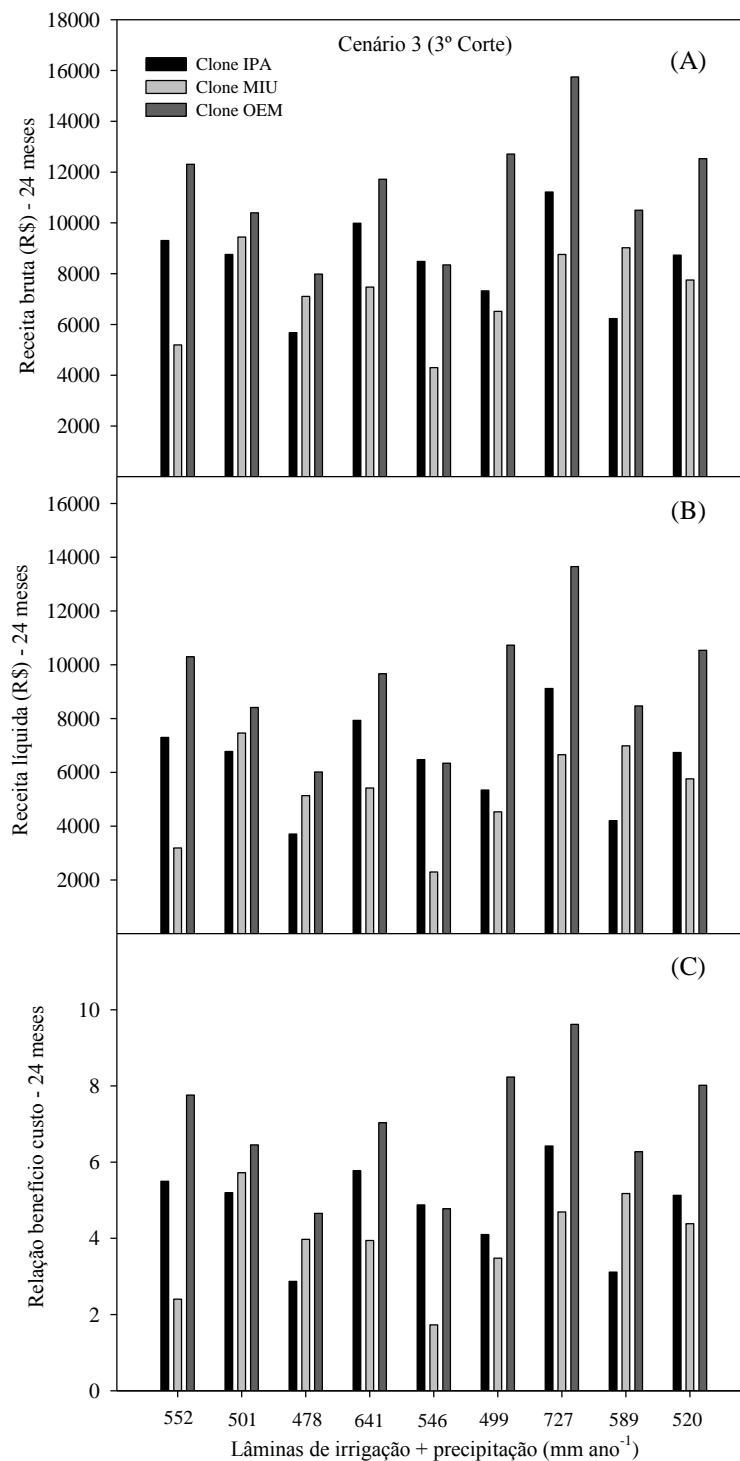 Cenário 3 (3º Corte)
(A)
Clone IPA
Clone MIU
Clone OEM
18000
16000
14000
12000
10000
8000
6000
4000
2000
Receita bruta (R$) - 24 meses
(B)
16000
14000
12000
10000
8000
6000
4000
2000
Receita líquida (R$) - 24 meses
(C)
10
8
6
4
2
0
Relação benefício custo - 24 meses
552 501 478 641 546 499 727 589 520
Lâminas de irrigação + precipitação (mm ano⁻¹)